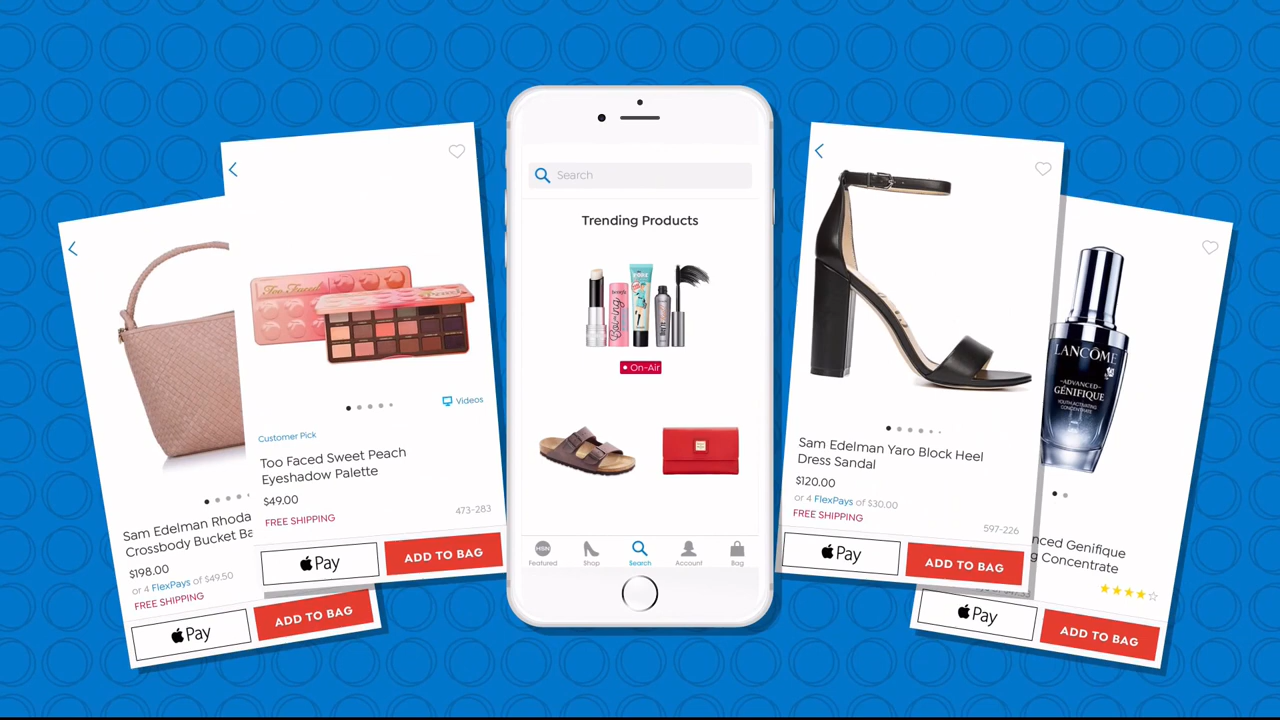 Sam Edelman Rhoda
Crossbody Bucket Ba
$198.00
or 4 FlexPays of $49.50
FREE SHIPPING
Pay
ADD TO BAG
Too Faced
Videos
Customer Pick
Too Faced Sweet Peach
Eyeshadow Palette
$49.00
473-283
FREE SHIPPING
Pay
ADD TO BAG
Search
Trending Products
On-Air
HSN
Featured
Shop
Search
Account
Bag
Sam Edelman Yaro Block Heel
Dress Sandal
$120.00
or 4 FlexPays of $30.00
FREE SHIPPING
597-226
Pay
ADD TO BAG
LANCÔME
ADVANCED
GÉNIFIQUE
YOUTH ACTIVATING
CONCENTRATE
nced Genifique
g Concentrate
Pay
ADD TO BAG